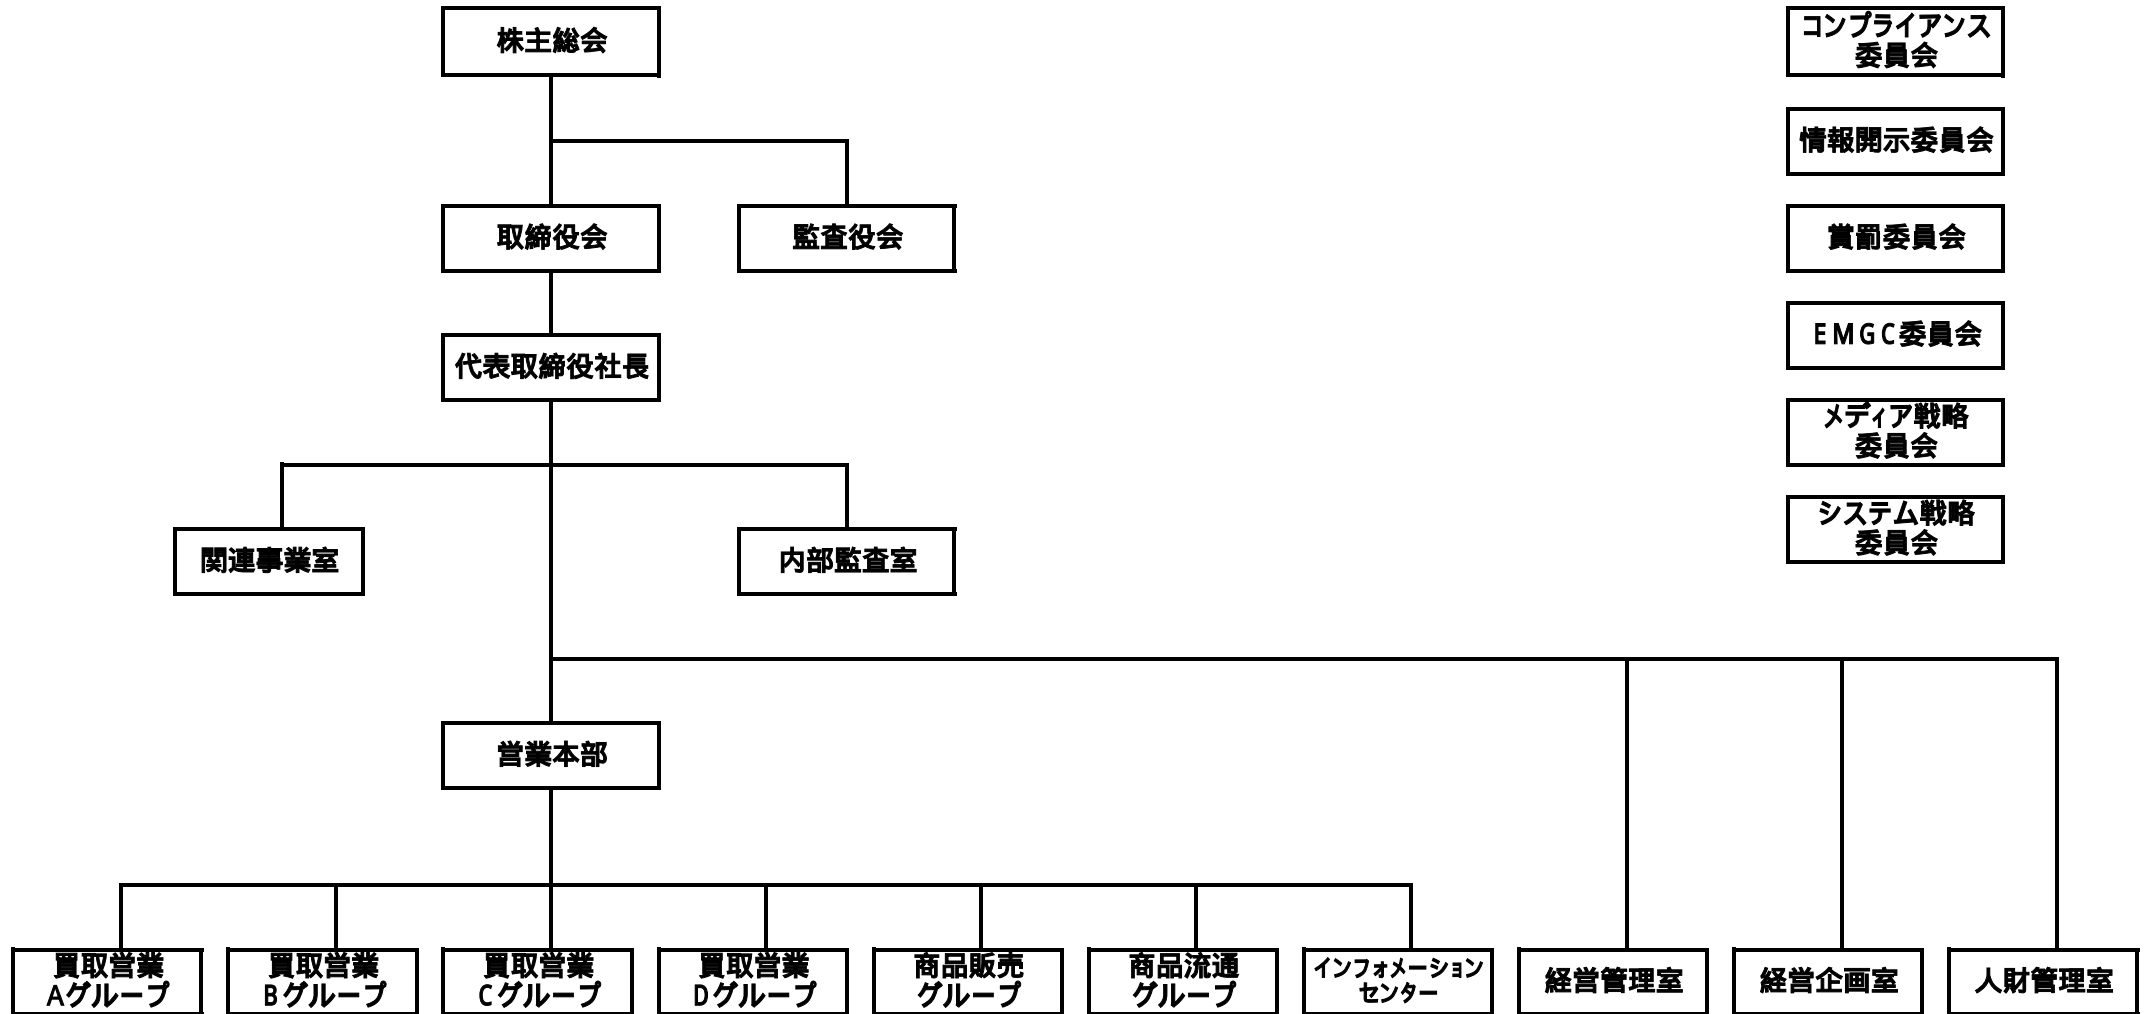 株主総会
コンプライアンス
委員会
情報開示委員会
取締役会
監査役会
賞罰委員会
EMGC委員会
代表取締役社長
メディア戦略
委員会
システム戦略
委員会
関連事業室
内部監査室
営業本部
買取営業
Aグループ
買取営業
Bグループ
買取営業
Cグループ
買取営業
Dグループ
商品販売
グループ
商品流通
グループ
インフォメーション
センター
経営管理室
経営企画室
人財管理室